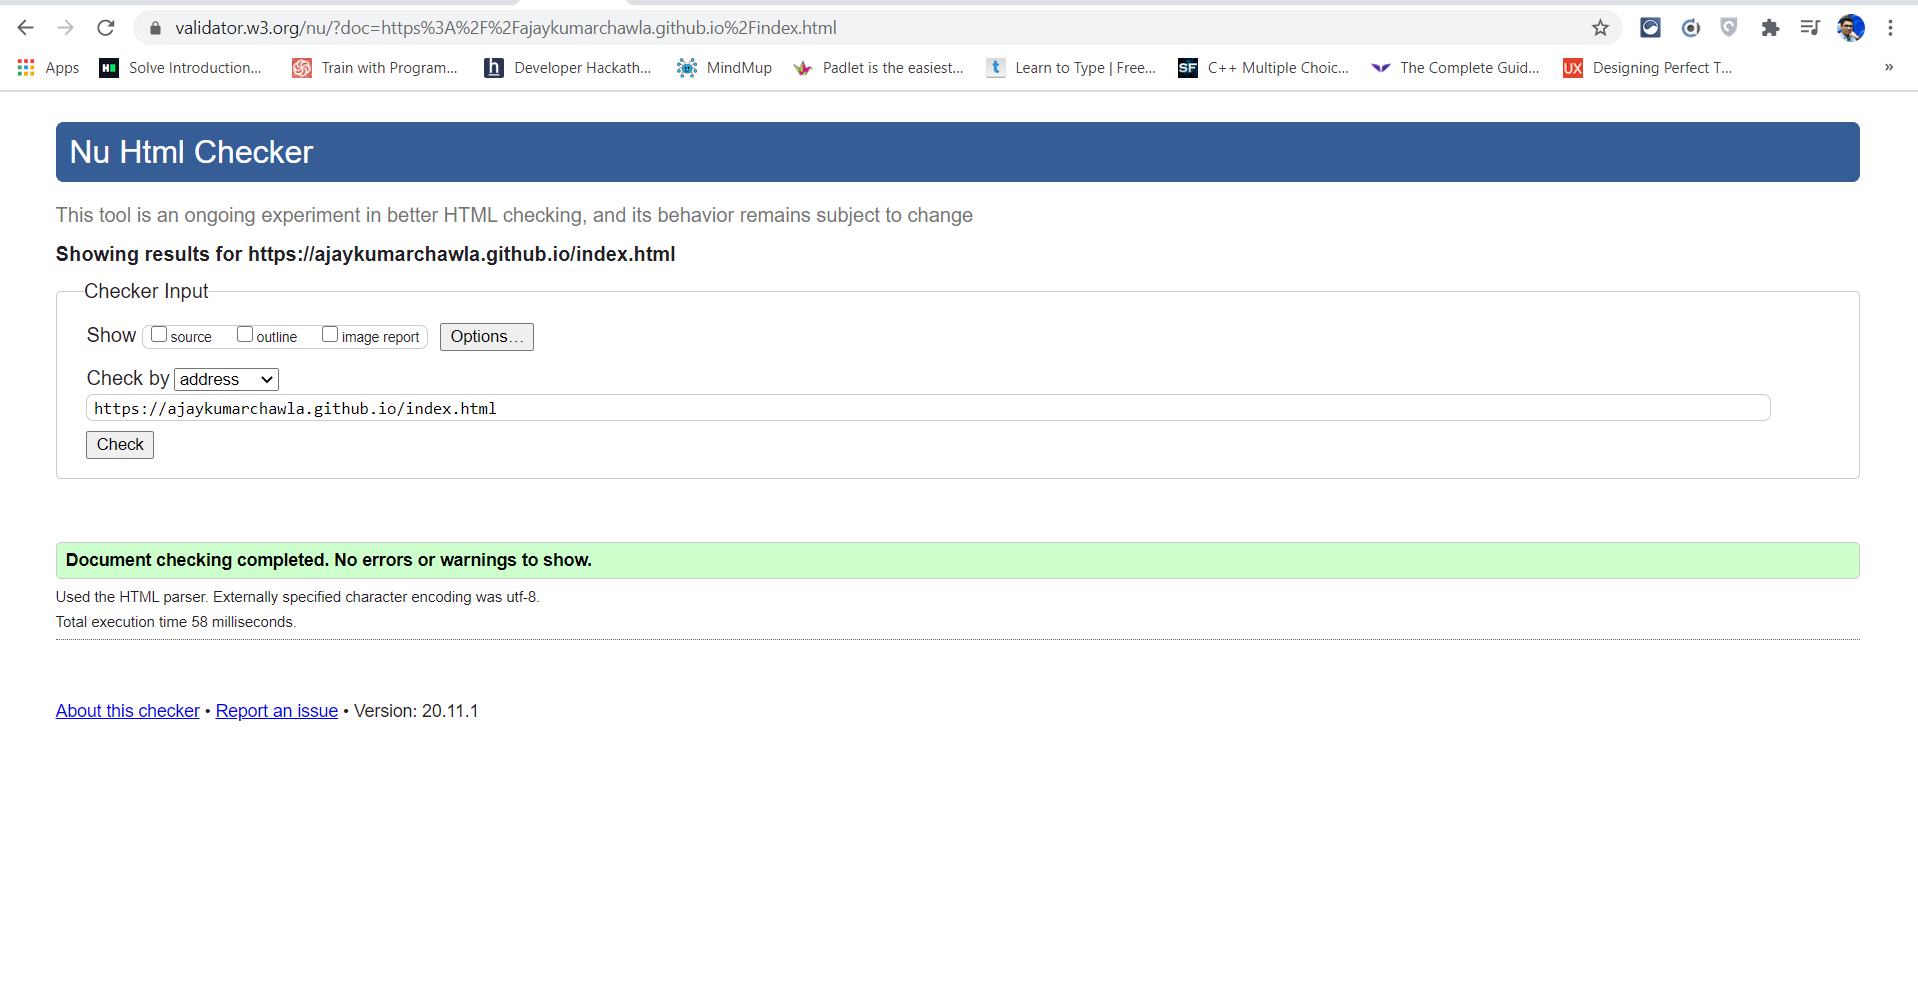 validator.w3.org/nu/?doc=https%3A%2F%2Fajaykumarchawla.github.io%2Findex.html
Apps H Solve Introduction... Train with Program... h Developer Hackath... MindMup Padlet is the easiest... t Learn to Type | Free... SF C++ Multiple Choic... The Complete Guid... UX Designing Perfect T... »
Nu Html Checker
This tool is an ongoing experiment in better HTML checking, and its behavior remains subject to change
Showing results for https://ajaykumarchawla.github.io/index.html
Checker Input
Show source outline image report Options…
Check by address
https://ajaykumarchawla.github.io/index.html
Check
Document checking completed. No errors or warnings to show.
Used the HTML parser. Externally specified character encoding was utf-8.
Total execution time 58 milliseconds.
About this checker • Report an issue • Version: 20.11.1